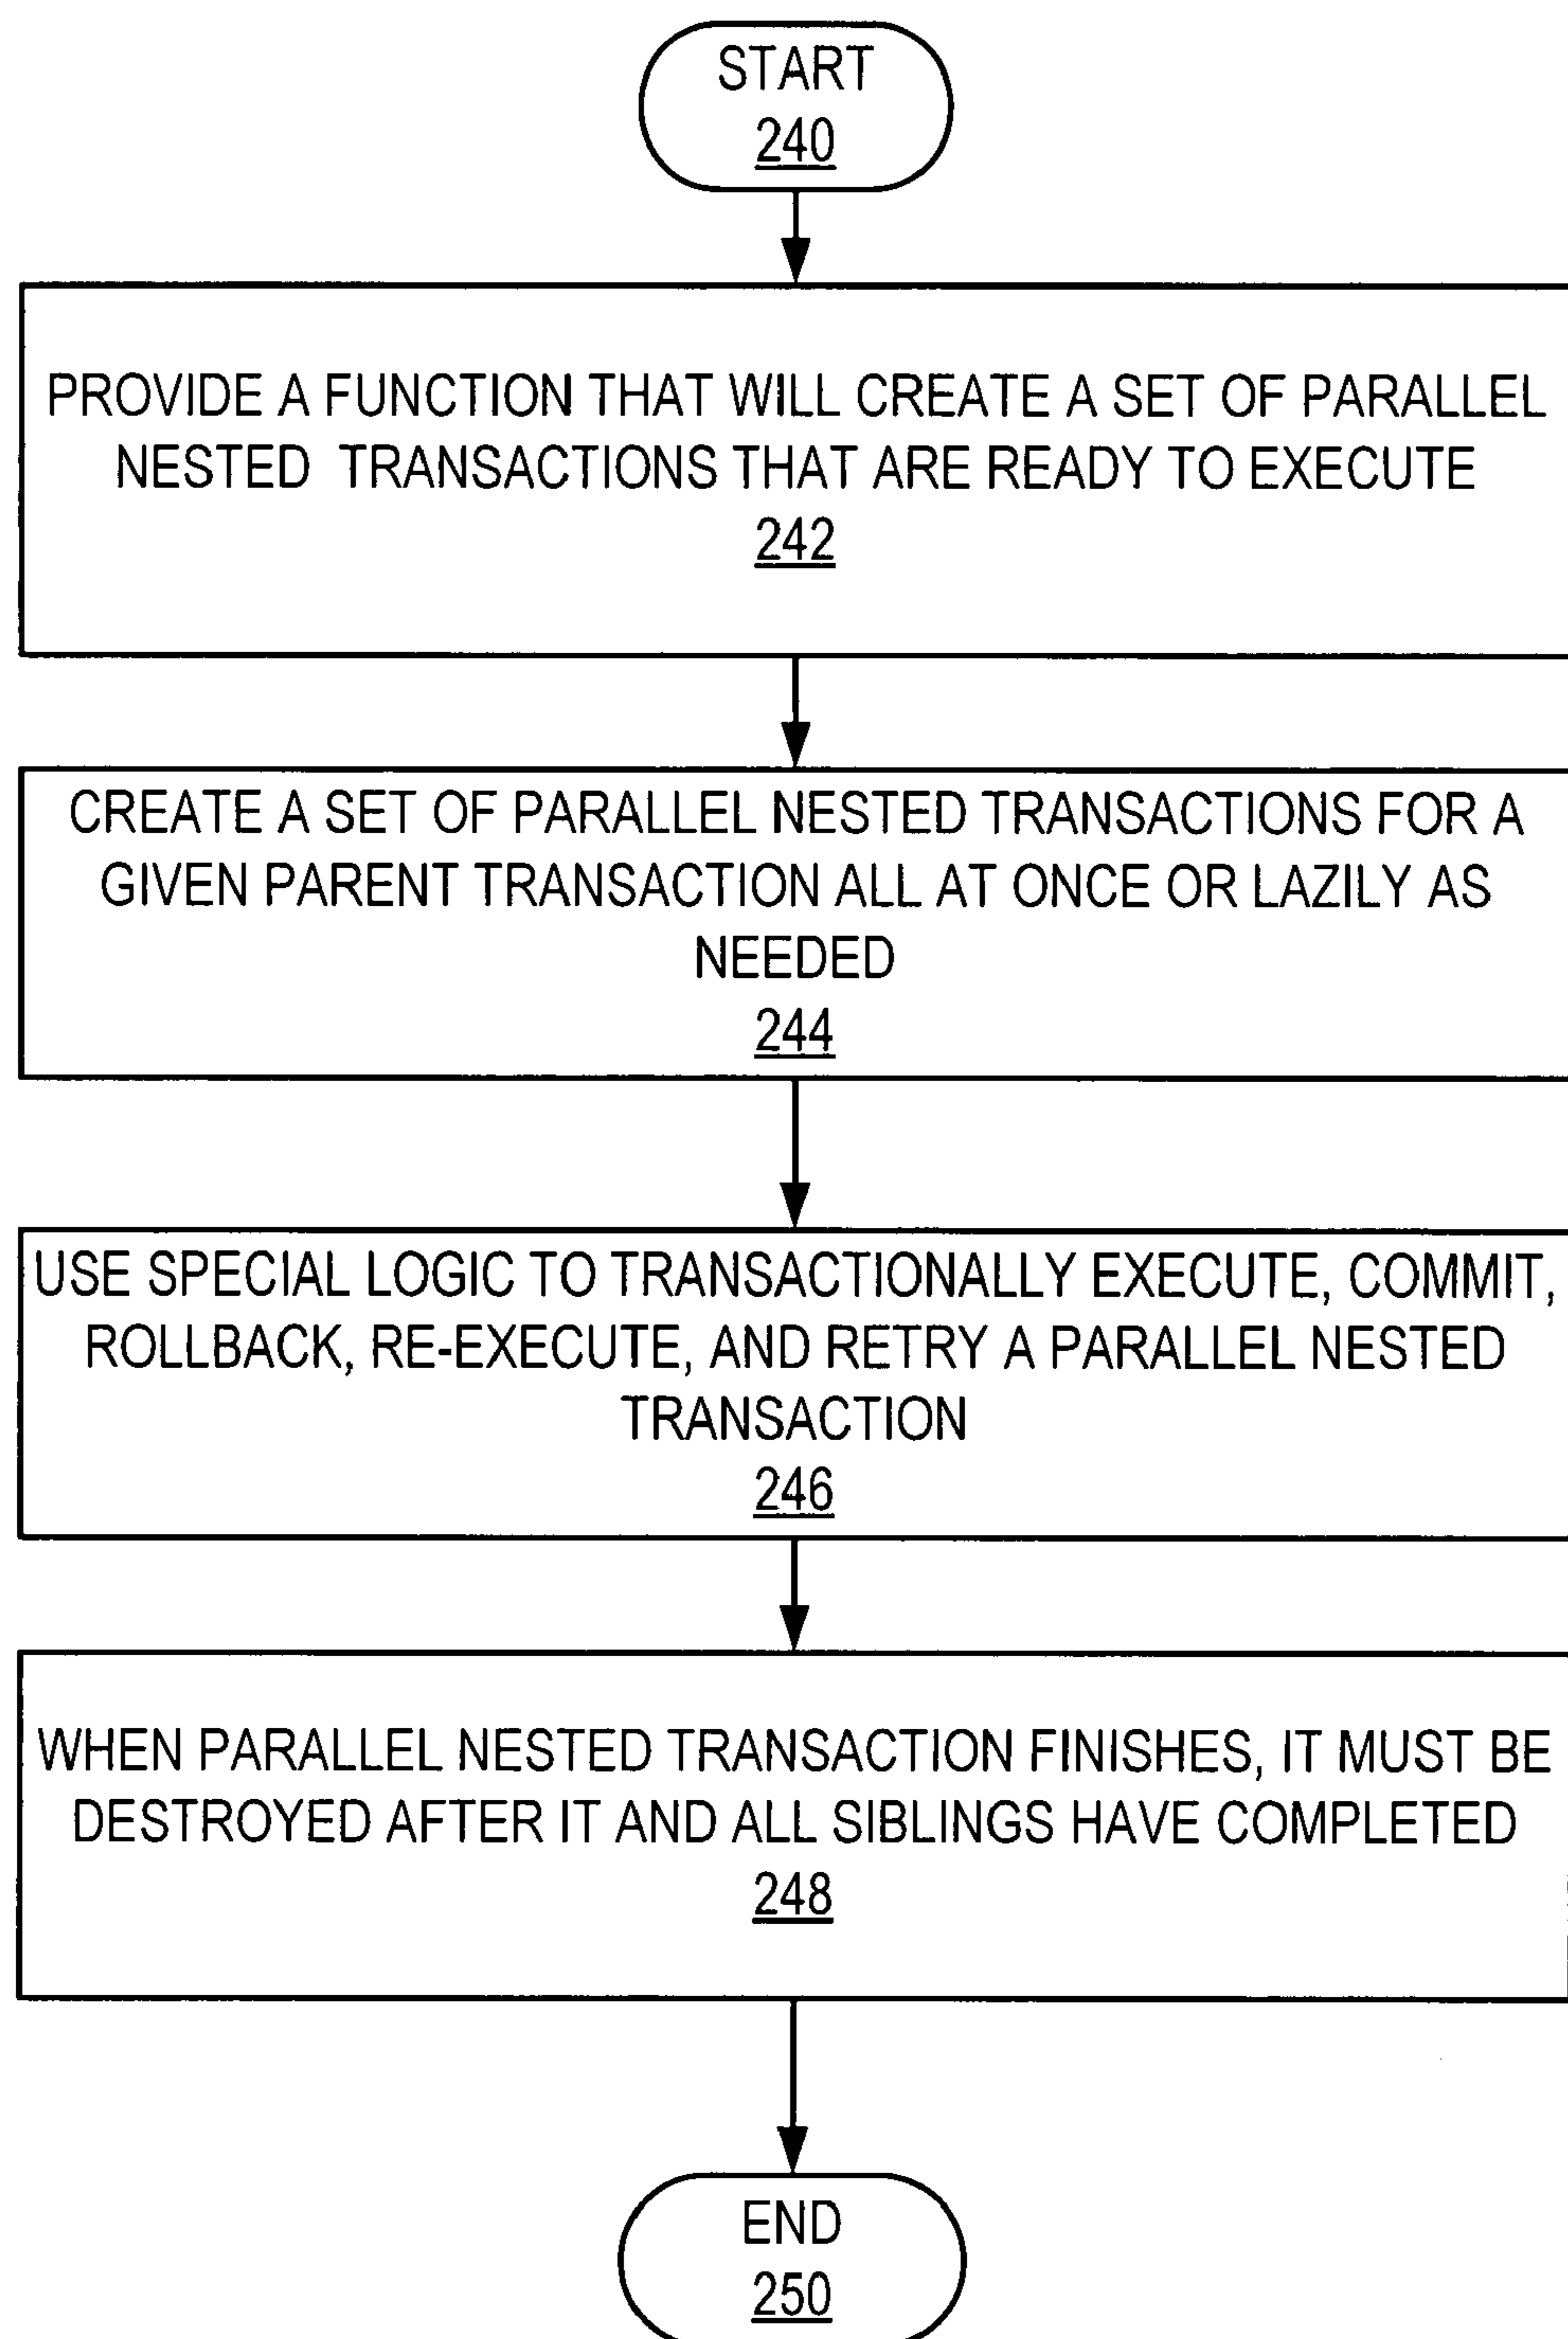 START
240
PROVIDE A FUNCTION THAT WILL CREATE A SET OF PARALLEL
NESTED TRANSACTIONS THAT ARE READY TO EXECUTE
242
CREATE A SET OF PARALLEL NESTED TRANSACTIONS FOR A
GIVEN PARENT TRANSACTION ALL AT ONCE OR LAZILY AS
NEEDED
244
USE SPECIAL LOGIC TO TRANSACTIONALLY EXECUTE, COMMIT,
ROLLBACK, RE-EXECUTE, AND RETRY A PARALLEL NESTED
TRANSACTION
246
WHEN PARALLEL NESTED TRANSACTION FINISHES, IT MUST BE
DESTROYED AFTER IT AND ALL SIBLINGS HAVE COMPLETED
248
END
250